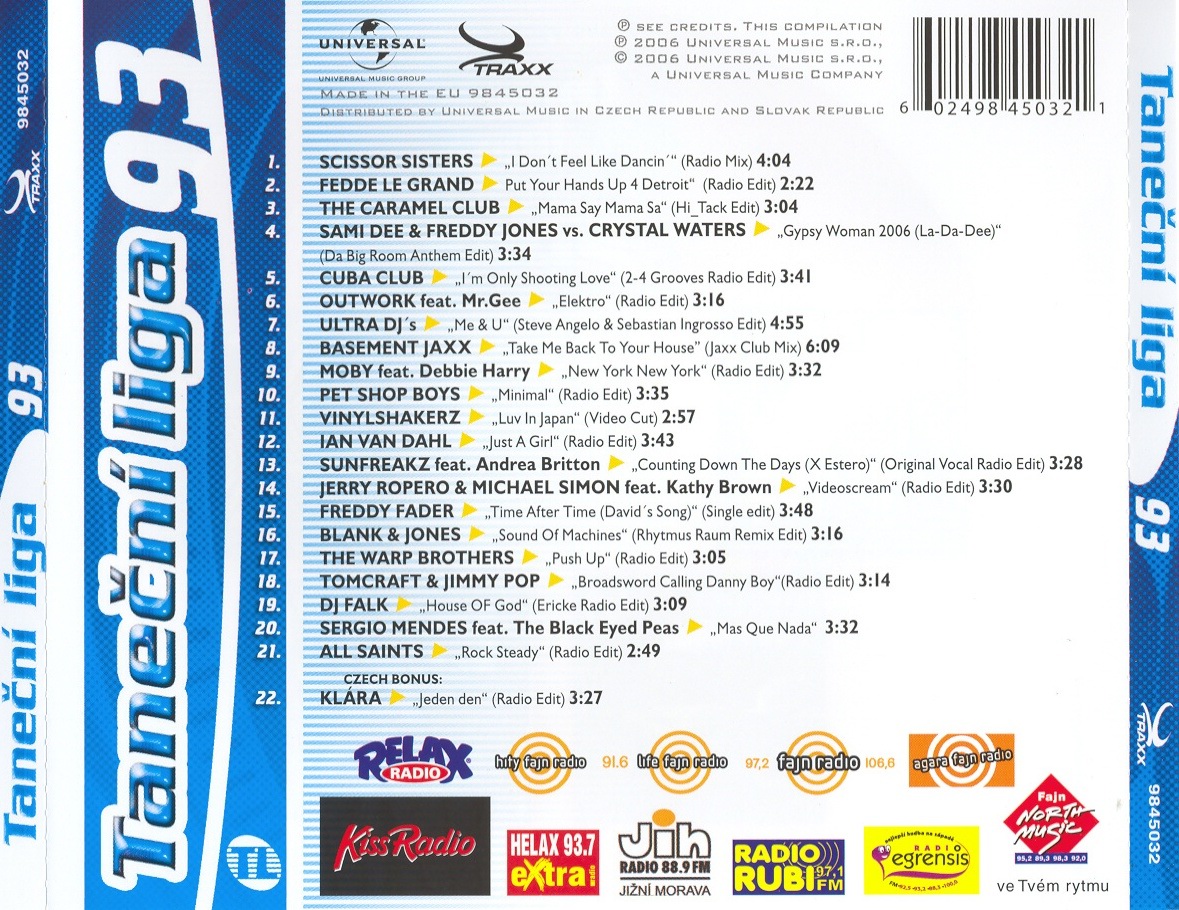 Taneční liga 93 TRAXX 9845032
Taneční liga 93
UNIVERSAL
UNIVERSAL MUSIC GROUP
TRAXX
℗ SEE CREDITS. THIS COMPILATION
℗ 2006 UNIVERSAL MUSIC S.R.O.,
© 2006 UNIVERSAL MUSIC S.R.O.,
A UNIVERSAL MUSIC COMPANY
MADE IN THE EU 9845032
DISTRIBUTED BY UNIVERSAL MUSIC IN CZECH REPUBLIC AND SLOVAK REPUBLIC
6 02498 45032 1
1. SCISSOR SISTERS „I Don´t Feel Like Dancin´“ (Radio Mix) 4:04
2. FEDDE LE GRAND Put Your Hands Up 4 Detroit“ (Radio Edit) 2:22
3. THE CARAMEL CLUB „Mama Say Mama Sa“ (Hi_Tack Edit) 3:04
4. SAMI DEE & FREDDY JONES vs. CRYSTAL WATERS „Gypsy Woman 2006 (La-Da-Dee)“
(Da Big Room Anthem Edit) 3:34
5. CUBA CLUB „I´m Only Shooting Love“ (2-4 Grooves Radio Edit) 3:41
6. OUTWORK feat. Mr.Gee „Elektro“ (Radio Edit) 3:16
7. ULTRA DJ´s „Me & U“ (Steve Angelo & Sebastian Ingrosso Edit) 4:55
8. BASEMENT JAXX „Take Me Back To Your House” (Jaxx Club Mix) 6:09
9. MOBY feat. Debbie Harry „New York New York“ (Radio Edit) 3:32
10. PET SHOP BOYS „Minimal“ (Radio Edit) 3:35
11. VINYLSHAKERZ „Luv In Japan“ (Video Cut) 2:57
12. IAN VAN DAHL „Just A Girl“ (Radio Edit) 3:43
13. SUNFREAKZ feat. Andrea Britton „Counting Down The Days (X Estero)“ (Original Vocal Radio Edit) 3:28
14. JERRY ROPERO & MICHAEL SIMON feat. Kathy Brown „Videoscream“ (Radio Edit) 3:30
15. FREDDY FADER „Time After Time (David´s Song)“ (Single edit) 3:48
16. BLANK & JONES „Sound Of Machines“ (Rhytmus Raum Remix Edit) 3:16
17. THE WARP BROTHERS „Push Up“ (Radio Edit) 3:05
18. TOMCRAFT & JIMMY POP „Broadsword Calling Danny Boy“(Radio Edit) 3:14
19. DJ FALK „House OF God“ (Ericke Radio Edit) 3:09
20. SERGIO MENDES feat. The Black Eyed Peas „Mas Que Nada“ 3:32
21. ALL SAINTS „Rock Steady“ (Radio Edit) 2:49
CZECH BONUS:
22. KLÁRA „Jeden den“ (Radio Edit) 3:27
RELAX RADIO
hity fajn radio
91.6 life fajn radio
97,2 fajn radio 106,6
agara fajn radio
Kiss Radio
HELAX 93.7
eXtra! radio
Jih
RADIO 88.9 FM
JIŽNÍ MORAVA
RADIO
RUBI 97,1 FM
nejlepší hudba na západě
RADIO
egrensis
Fajn
NORTH
MUSIC
95,2 89,3 98,3 92,0
ve Tvém rytmu
Taneční liga 93 TRAXX 9845032